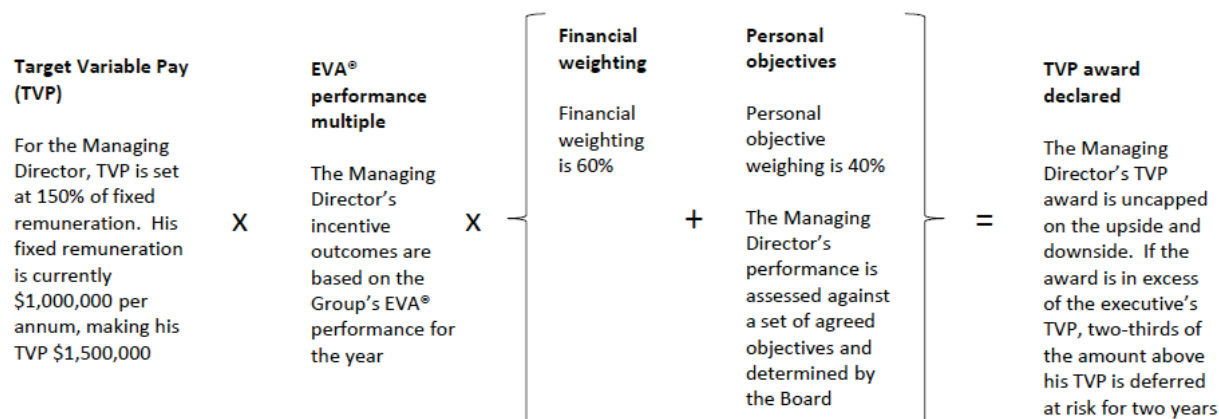 Target Variable Pay
(TVP)
For the Managing
Director, TVP is set
at 150% of fixed
remuneration.  His
fixed remuneration
is currently
$1,000,000 per
annum, making his
TVP $1,500,000
X
EVA®
performance
multiple
The Managing
Director’s
incentive
outcomes are
based on the
Group’s EVA®
performance for
the year
X
Financial
weighting
Financial
weighting
is 60%
+
Personal
objectives
Personal
objective
weighing is 40%
The Managing
Director’s
performance is
assessed against
a set of agreed
objectives and
determined by
the Board
=
TVP award
declared
The Managing
Director’s TVP
award is uncapped
on the upside and
downside.  If the
award is in excess
of the executive’s
TVP, two-thirds of
the amount above
his TVP is deferred
at risk for two years